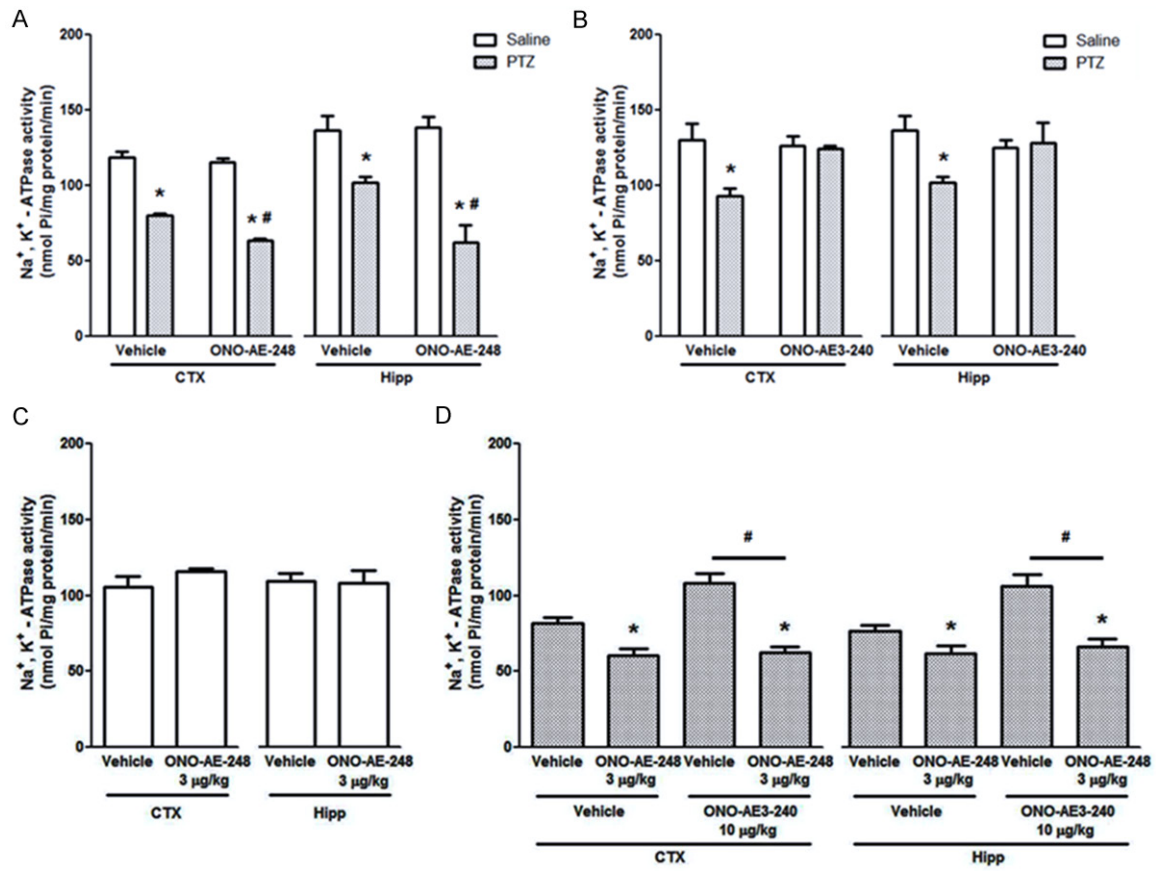 A
Na+, K+ - ATPase activity
(nmol Pi/mg protein/min)
200
150
100
50
0
Saline
PTZ
*
* #
*
* #
Vehicle ONO-AE-248 Vehicle ONO-AE-248
CTX Hipp
B
Na+, K+ - ATPase activity
(nmol Pi/mg protein/min)
200
150
100
50
0
Saline
PTZ
*
*
Vehicle ONO-AE3-240 Vehicle ONO-AE3-240
CTX Hipp
C
Na+, K+ - ATPase activity
(nmol Pi/mg protein/min)
200
150
100
50
0
Vehicle ONO-AE-248 Vehicle ONO-AE-248
3 µg/kg 3 µg/kg
CTX Hipp
D
Na+, K+ - ATPase activity
(nmol Pi/mg protein/min)
200
150
100
50
0
# #
* * * *
Vehicle ONO-AE-248 Vehicle ONO-AE-248 Vehicle ONO-AE-248 Vehicle ONO-AE-248
3 µg/kg 3 µg/kg 3 µg/kg 3 µg/kg
Vehicle ONO-AE3-240 Vehicle ONO-AE3-240
10 µg/kg 10 µg/kg
CTX Hipp